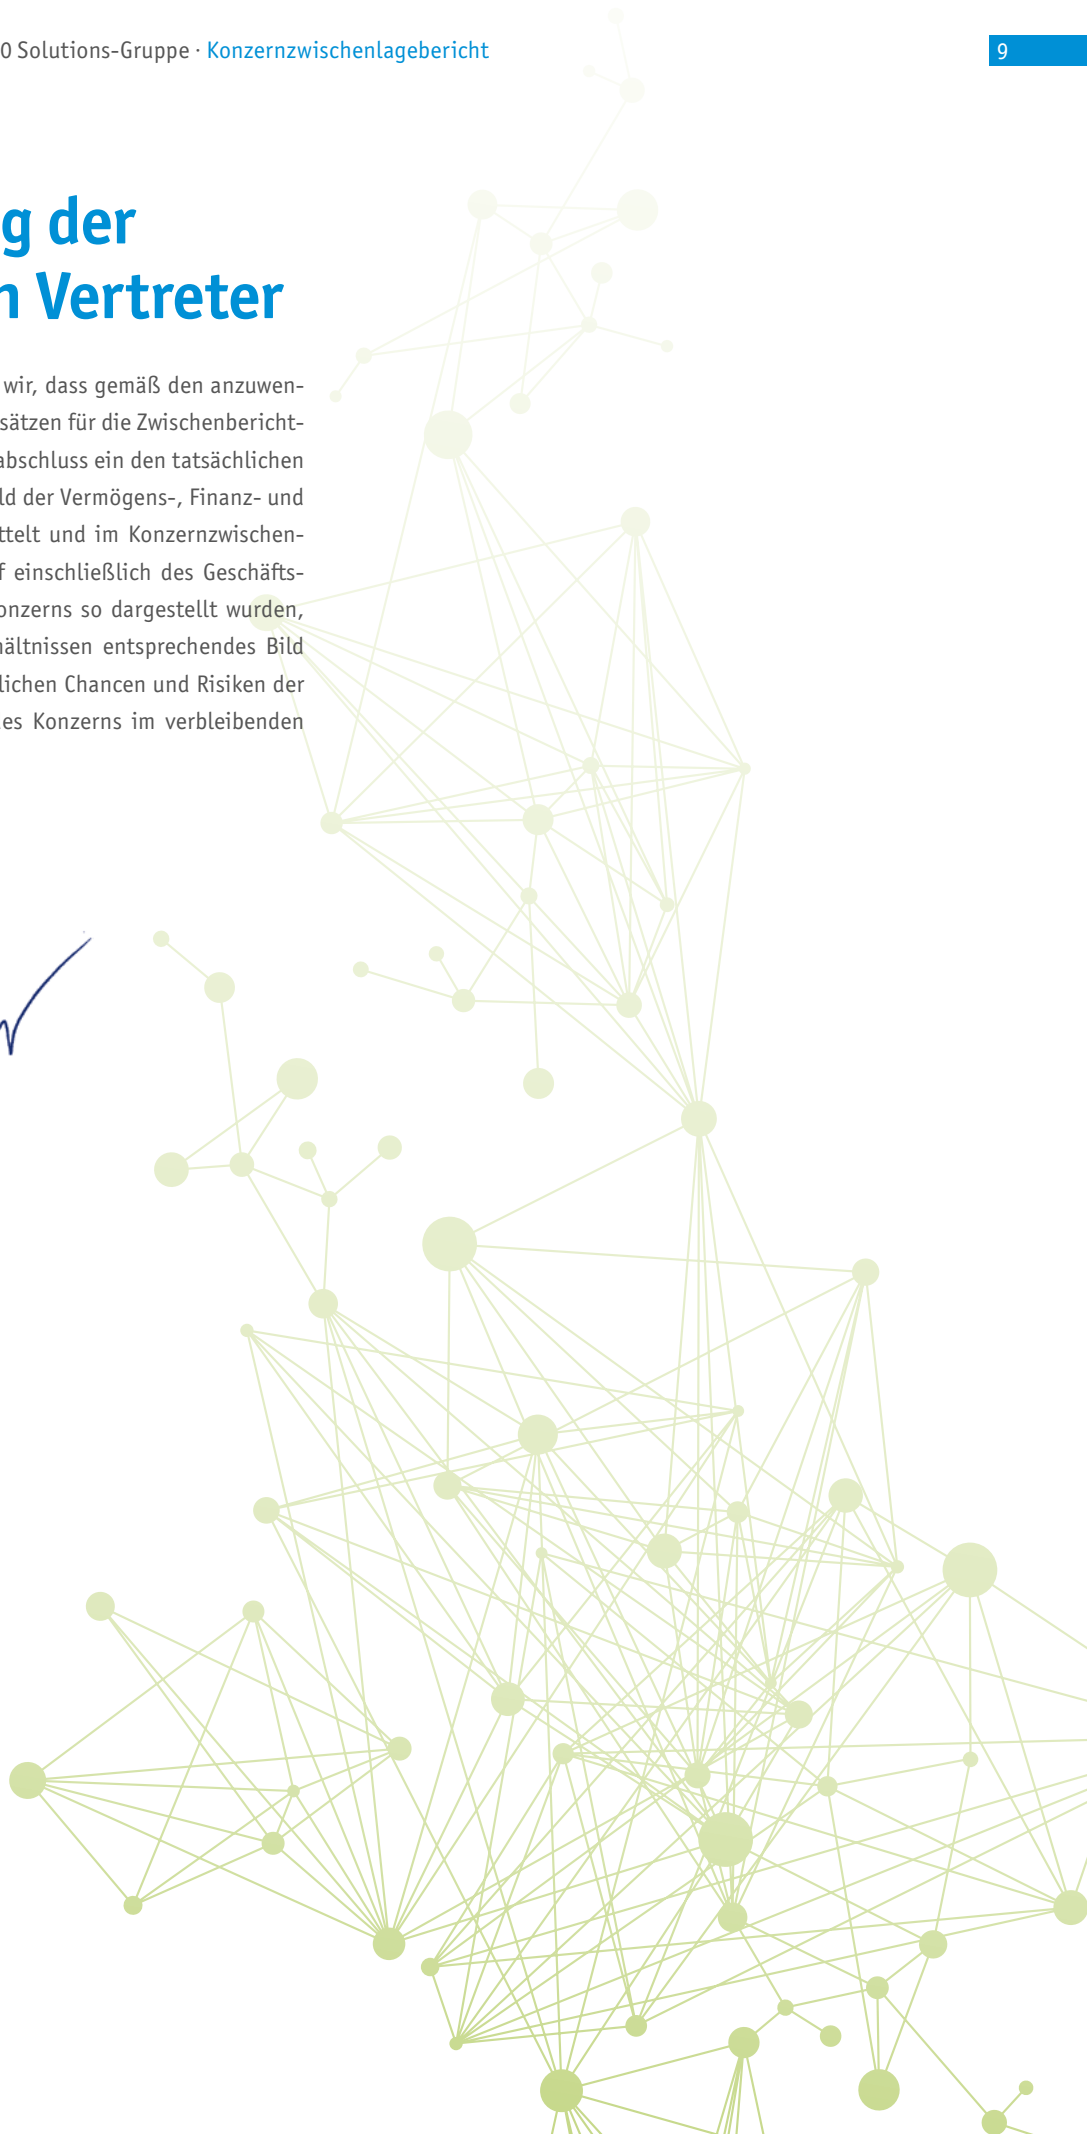 0 Solutions-Gruppe · Konzernzwischenlagebericht
9
g der
n Vertreter
wir, dass gemäß den anzuwen-
sätzen für die Zwischenbericht-
abschluss ein den tatsächlichen
ld der Vermögens-, Finanz- und
ttelt und im Konzernzwischen-
f einschließlich des Geschäfts-
onzerns so dargestellt wurden,
hältnissen entsprechendes Bild
lichen Chancen und Risiken der
es Konzerns im verbleibenden